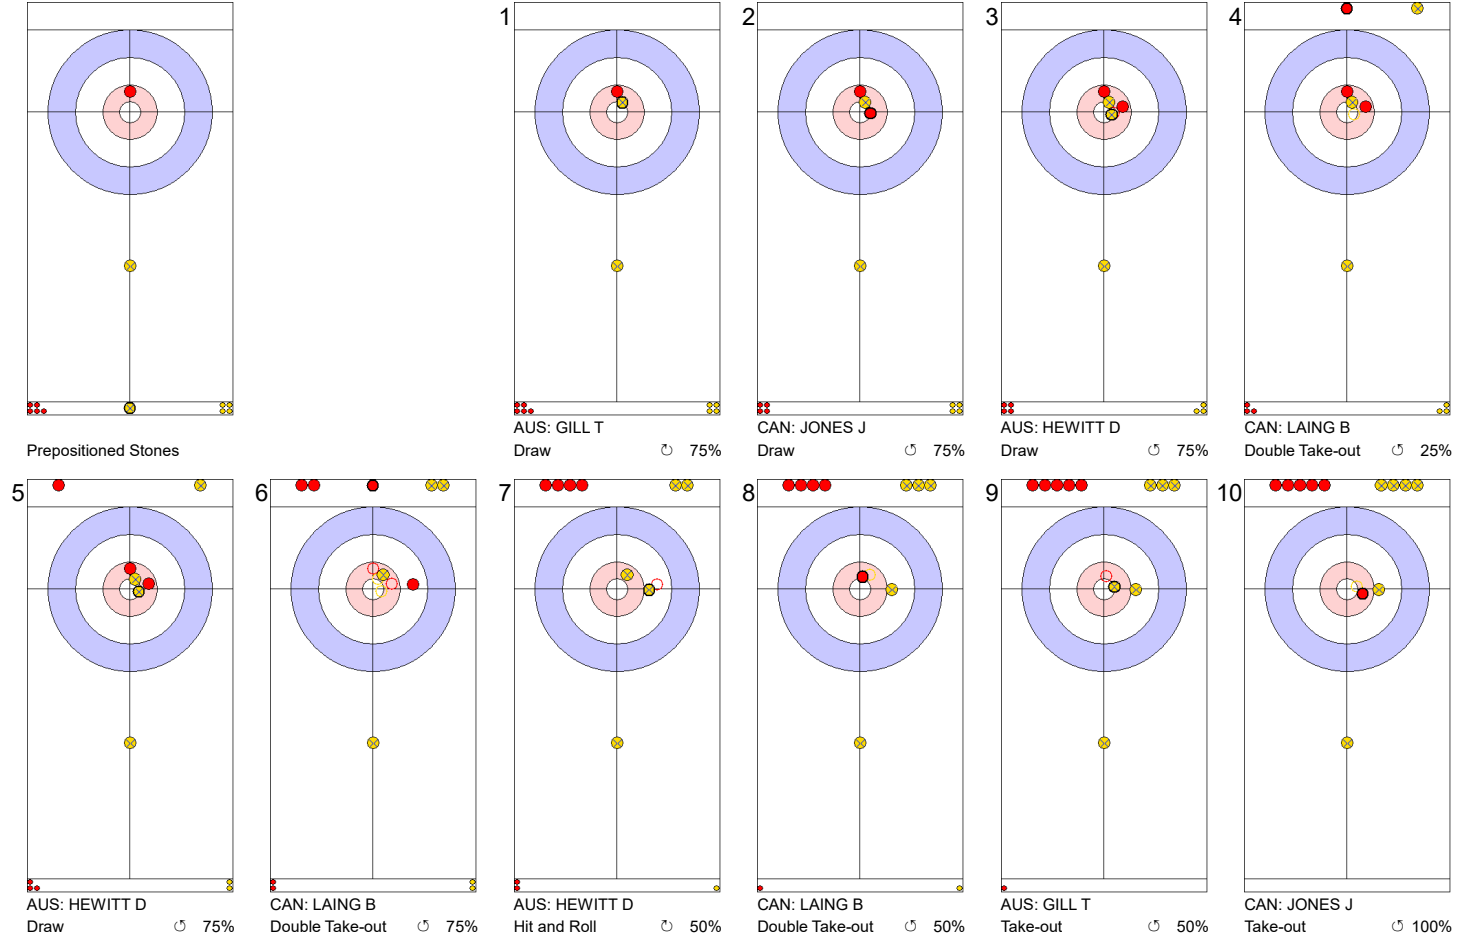 1
2
3
4
Prepositioned Stones
AUS: GILL T
Draw ↻ 75%
CAN: JONES J
Draw ↺ 75%
AUS: HEWITT D
Draw ↺ 75%
CAN: LAING B
Double Take-out ↺ 25%
5
6
7
8
9
10
AUS: HEWITT D
Draw ↺ 75%
CAN: LAING B
Double Take-out ↺ 75%
AUS: HEWITT D
Hit and Roll ↻ 50%
CAN: LAING B
Double Take-out ↺ 50%
AUS: GILL T
Take-out ↺ 50%
CAN: JONES J
Take-out ↺ 100%